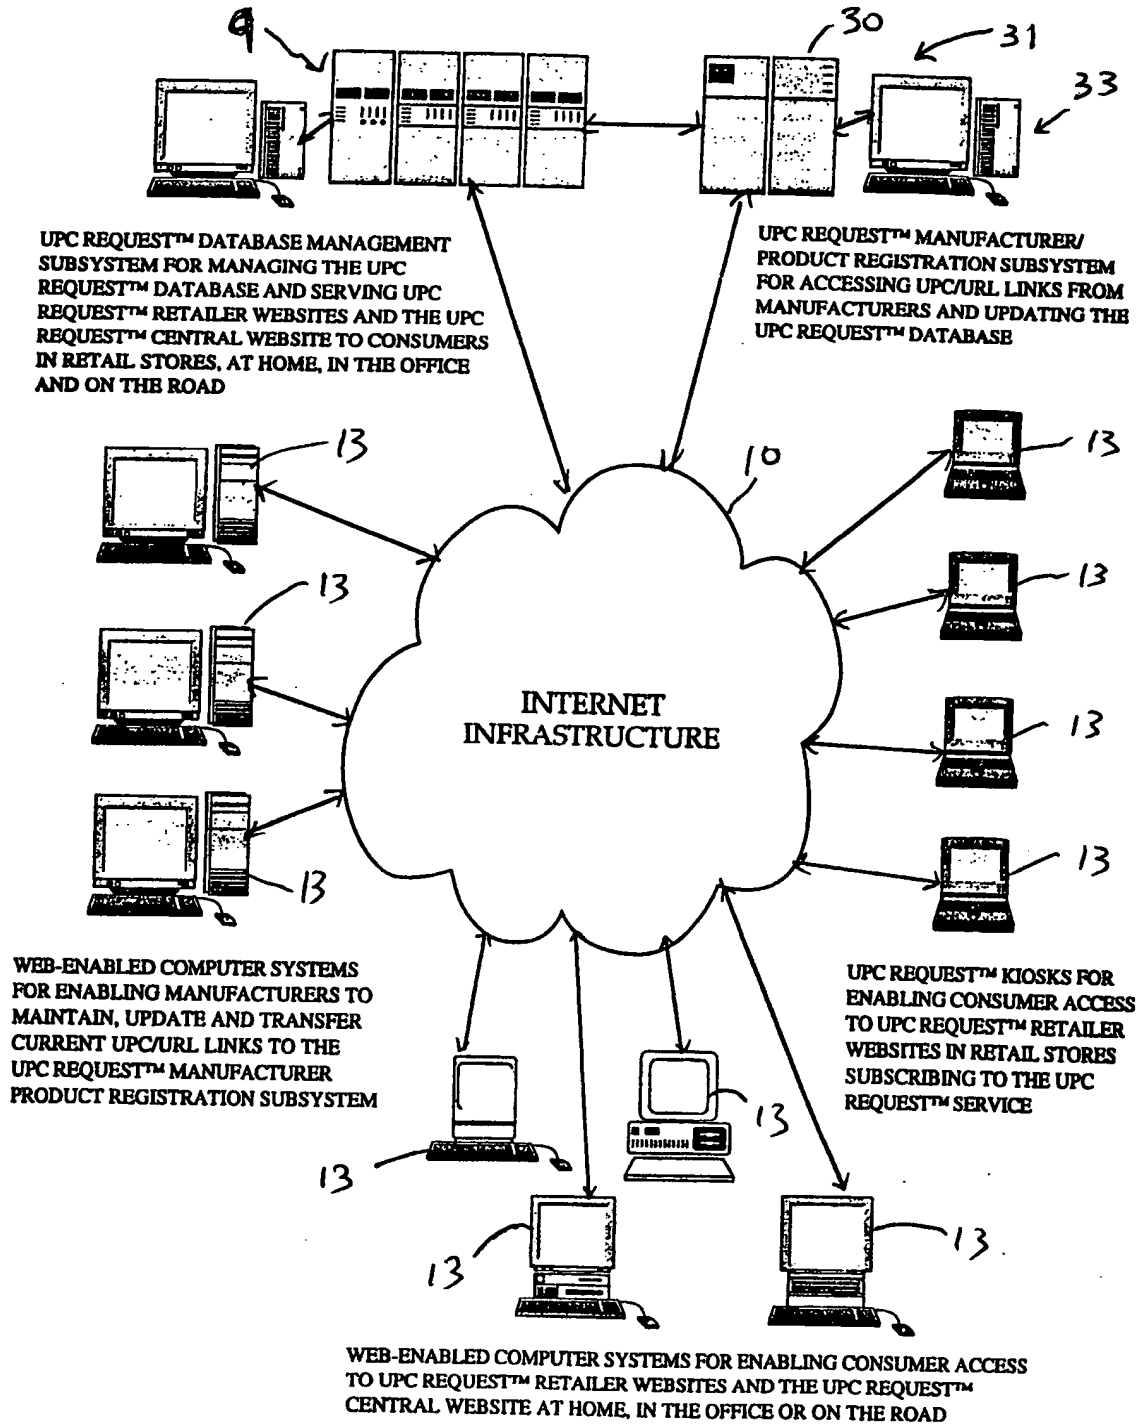 9
30
31
33
UPC REQUEST™ DATABASE MANAGEMENT
SUBSYSTEM FOR MANAGING THE UPC
REQUEST™ DATABASE AND SERVING UPC
REQUEST™ RETAILER WEBSITES AND THE UPC
REQUEST™ CENTRAL WEBSITE TO CONSUMERS
IN RETAIL STORES, AT HOME, IN THE OFFICE
AND ON THE ROAD
UPC REQUEST™ MANUFACTURER/
PRODUCT REGISTRATION SUBSYSTEM
FOR ACCESSING UPC/URL LINKS FROM
MANUFACTURERS AND UPDATING THE
UPC REQUEST™ DATABASE
13
10
13
13
13
13
13
13
INTERNET
INFRASTRUCTURE
WEB-ENABLED COMPUTER SYSTEMS
FOR ENABLING MANUFACTURERS TO
MAINTAIN, UPDATE AND TRANSFER
CURRENT UPC/URL LINKS TO THE
UPC REQUEST™ MANUFACTURER
PRODUCT REGISTRATION SUBSYSTEM
UPC REQUEST™ KIOSKS FOR
ENABLING CONSUMER ACCESS
TO UPC REQUEST™ RETAILER
WEBSITES IN RETAIL STORES
SUBSCRIBING TO THE UPC
REQUEST™ SERVICE
13
13
13
13
WEB-ENABLED COMPUTER SYSTEMS FOR ENABLING CONSUMER ACCESS
TO UPC REQUEST™ RETAILER WEBSITES AND THE UPC REQUEST™
CENTRAL WEBSITE AT HOME, IN THE OFFICE OR ON THE ROAD